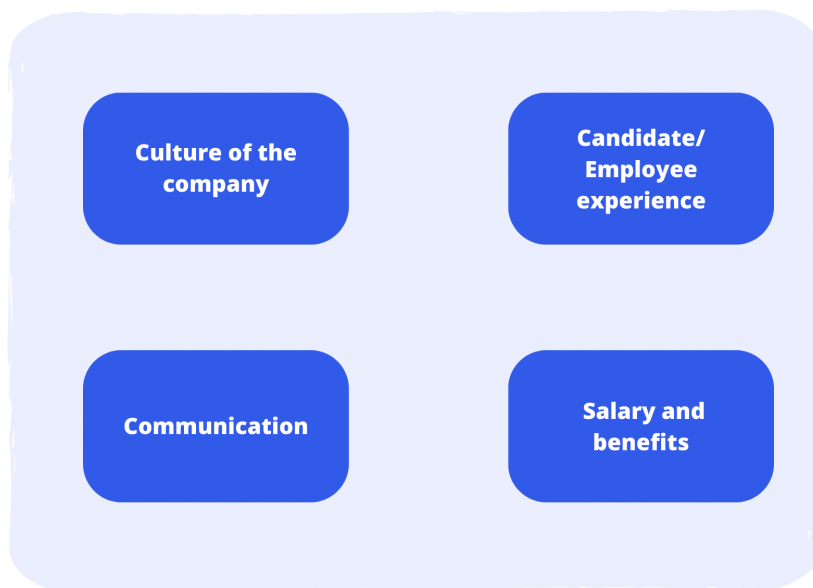 Culture of the
company
Candidate/
Employee
experience
Communication
Salary and
benefits